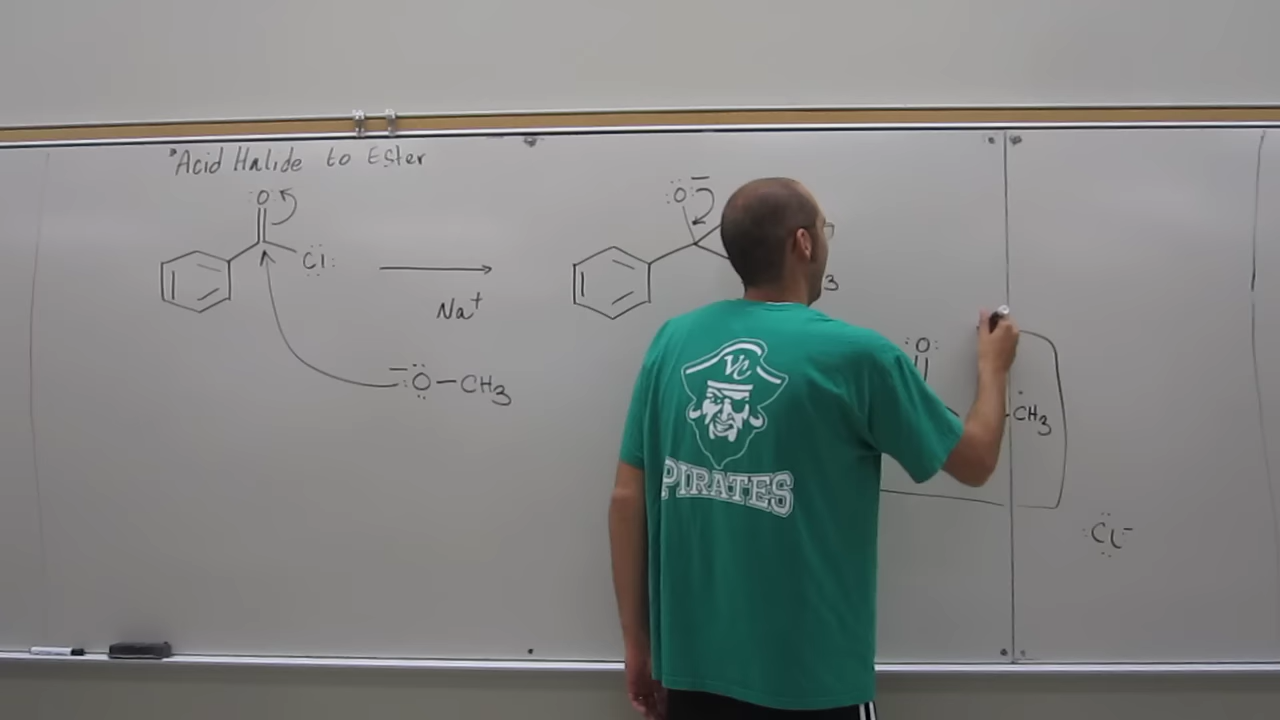 Acid Halide to Ester
:O:
Cl:
Na+
−:O−CH3
:O:−
3
:O:
CH3
:Cl:−
VC
PIRATES